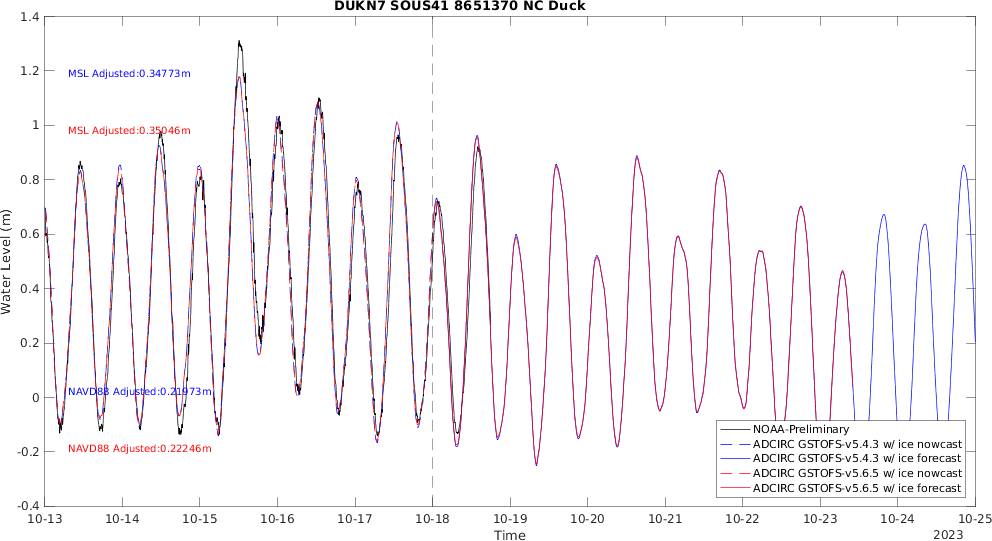 DUKN7 SOUS41 8651370 NC Duck
1.4
1.2
1
0.8
0.6
0.4
0.2
0
-0.2
-0.4
Water Level (m)
MSL Adjusted:0.34773m
MSL Adjusted:0.35046m
NAVD88 Adjusted:0.21973m
NAVD88 Adjusted:0.22246m
NOAA-Preliminary
ADCIRC GSTOFS-v5.4.3 w/ ice nowcast
ADCIRC GSTOFS-v5.4.3 w/ ice forecast
ADCIRC GSTOFS-v5.6.5 w/ ice nowcast
ADCIRC GSTOFS-v5.6.5 w/ ice forecast
10-13 10-14 10-15 10-16 10-17 10-18 10-19 10-20 10-21 10-22 10-23 10-24 10-25
Time
2023